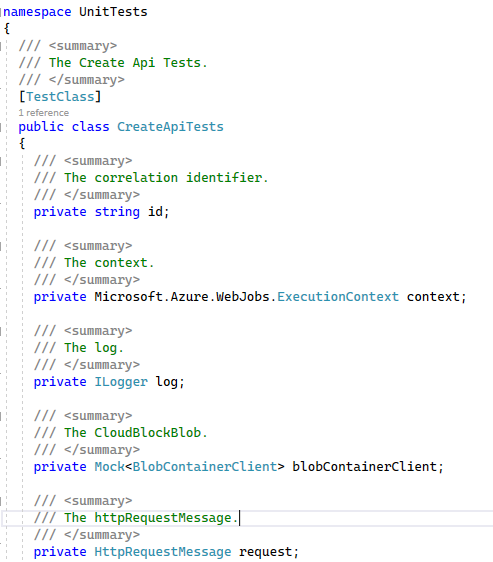 namespace UnitTests
{
/// <summary>
/// The Create Api Tests.
/// </summary>
[TestClass]
1 reference
public class CreateApiTests
{
/// <summary>
/// The correlation identifier.
/// </summary>
private string id;
/// <summary>
/// The context.
/// </summary>
private Microsoft.Azure.WebJobs.ExecutionContext context;
/// <summary>
/// The log.
/// </summary>
private ILogger log;
/// <summary>
/// The CloudBlockBlob.
/// </summary>
private Mock<BlobContainerClient> blobContainerClient;
/// <summary>
/// The httpRequestMessage.
/// </summary>
private HttpRequestMessage request;